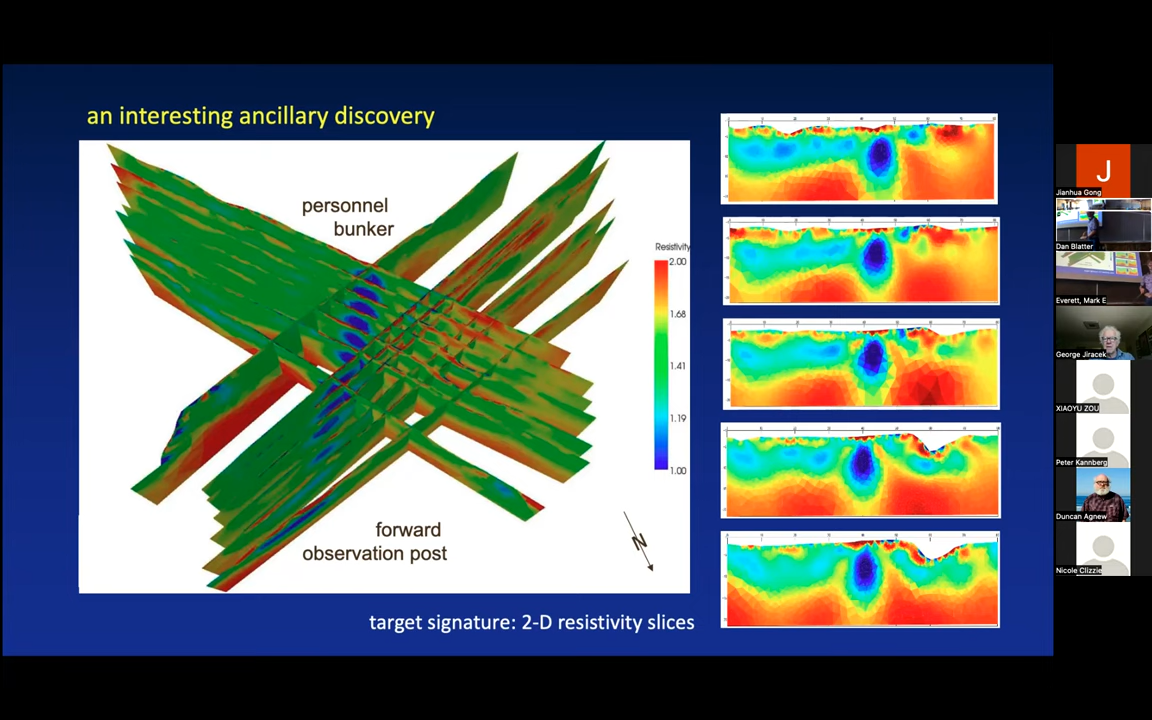 an interesting ancillary discovery
personnel
bunker
Resistivity
2.00
1.68
1.41
1.19
1.00
forward
observation post
N
target signature: 2-D resistivity slices
J
Jianhua Gong
Dan Blatter
Everett, Mark E
George Jiracek
XIAOYU ZOU
Peter Kannberg
Duncan Agnew
Nicole Clizzie